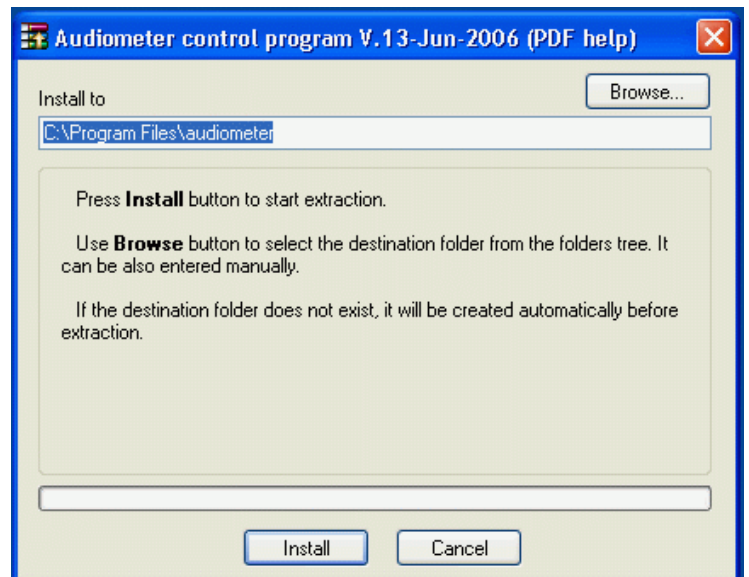 Audiometer control program V.13-Jun-2006 (PDF help)
Install to
Browse...
C:\Program Files\audiometer
Press Install button to start extraction.
Use Browse button to select the destination folder from the folders tree. It
can be also entered manually.
If the destination folder does not exist, it will be created automatically before
extraction.
Install
Cancel